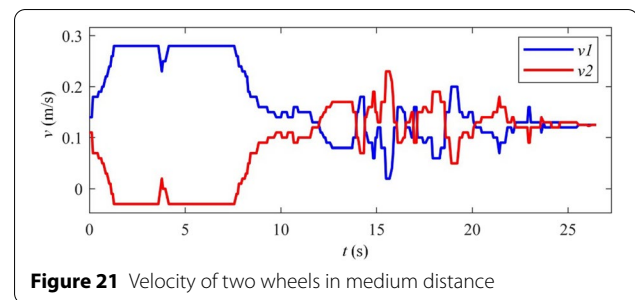 0.3
0.2
0.1
0
v (m/s)
v1
v2
0 5 10 15 20 25
t (s)
Figure 21 Velocity of two wheels in medium distance